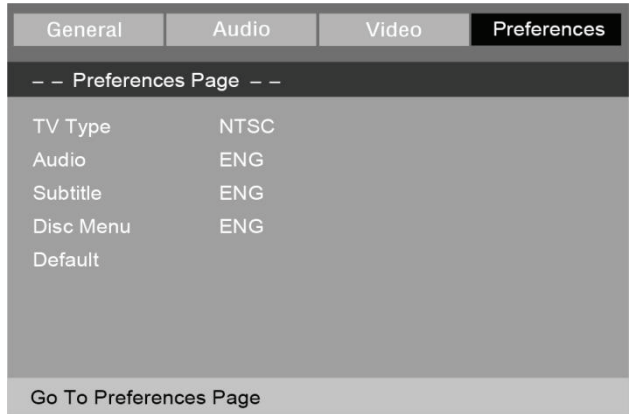 General Audio Video Preferences
– – Preferences Page – –
TV Type NTSC
Audio ENG
Subtitle ENG
Disc Menu ENG
Default
Go To Preferences Page